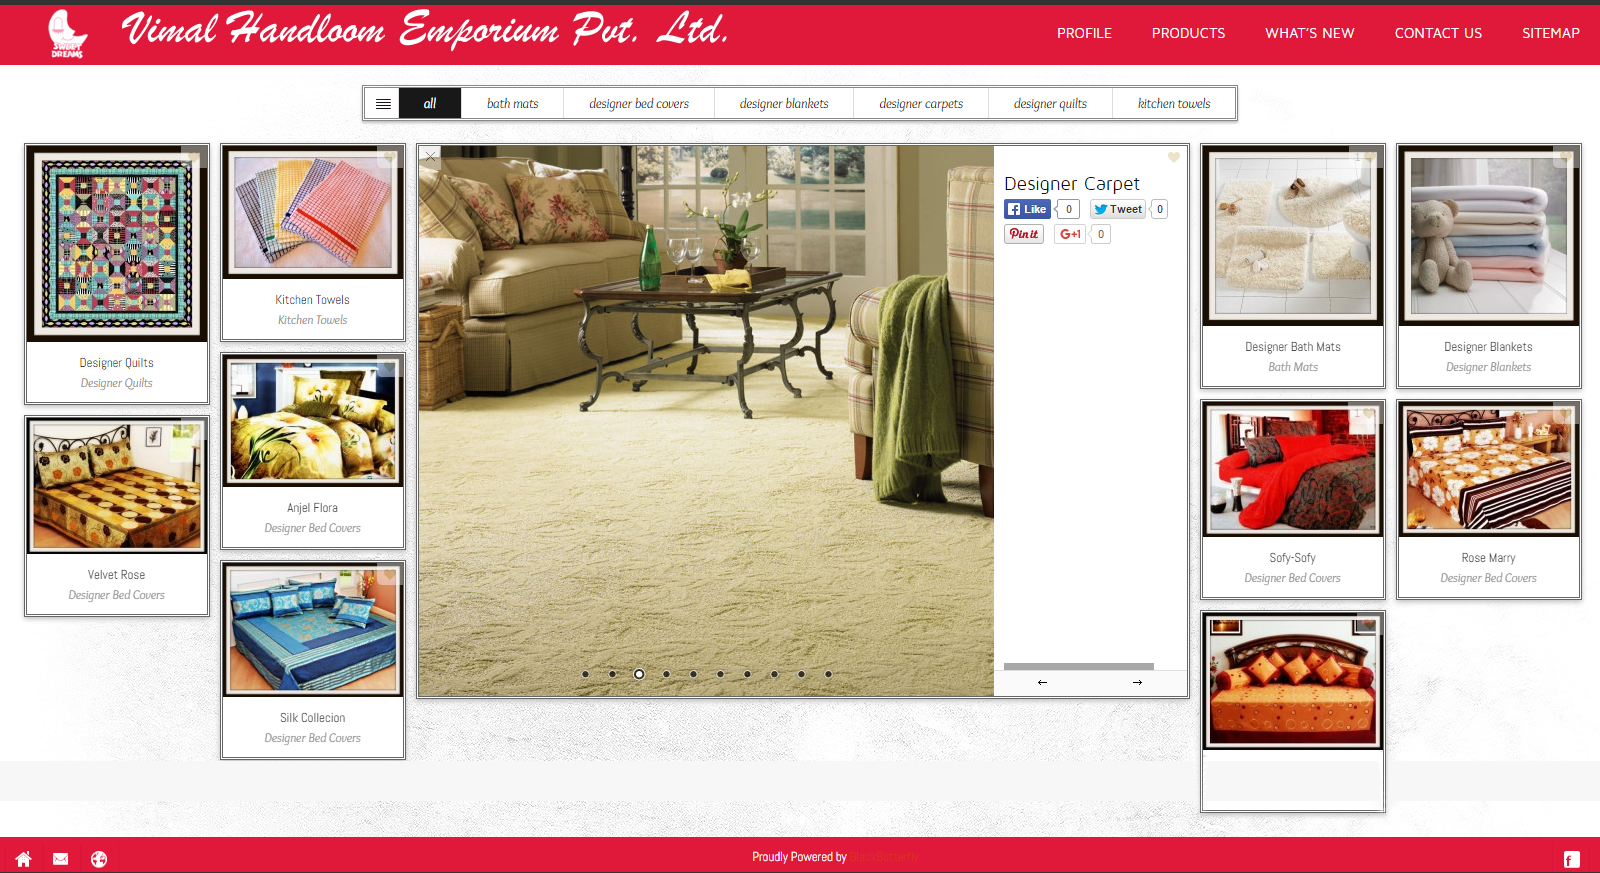 SWEET
DREAMS
Vimal Handloom Emporium Pvt. Ltd.
PROFILE
PRODUCTS
WHAT'S NEW
CONTACT US
SITEMAP
all
bath mats
designer bed covers
designer blankets
designer carpets
designer quilts
kitchen towels
Designer Quilts
Designer Quilts
Velvet Rose
Designer Bed Covers
Kitchen Towels
Kitchen Towels
Anjel Flora
Designer Bed Covers
Silk Collecion
Designer Bed Covers
Designer Carpet
Like 0
Tweet 0
Pin it
G+1 0
1
Designer Bath Mats
Bath Mats
1
Sofy-Sofy
Designer Bed Covers
Designer Blankets
Designer Blankets
Rose Marry
Designer Bed Covers
Proudly Powered by BlackButterfly